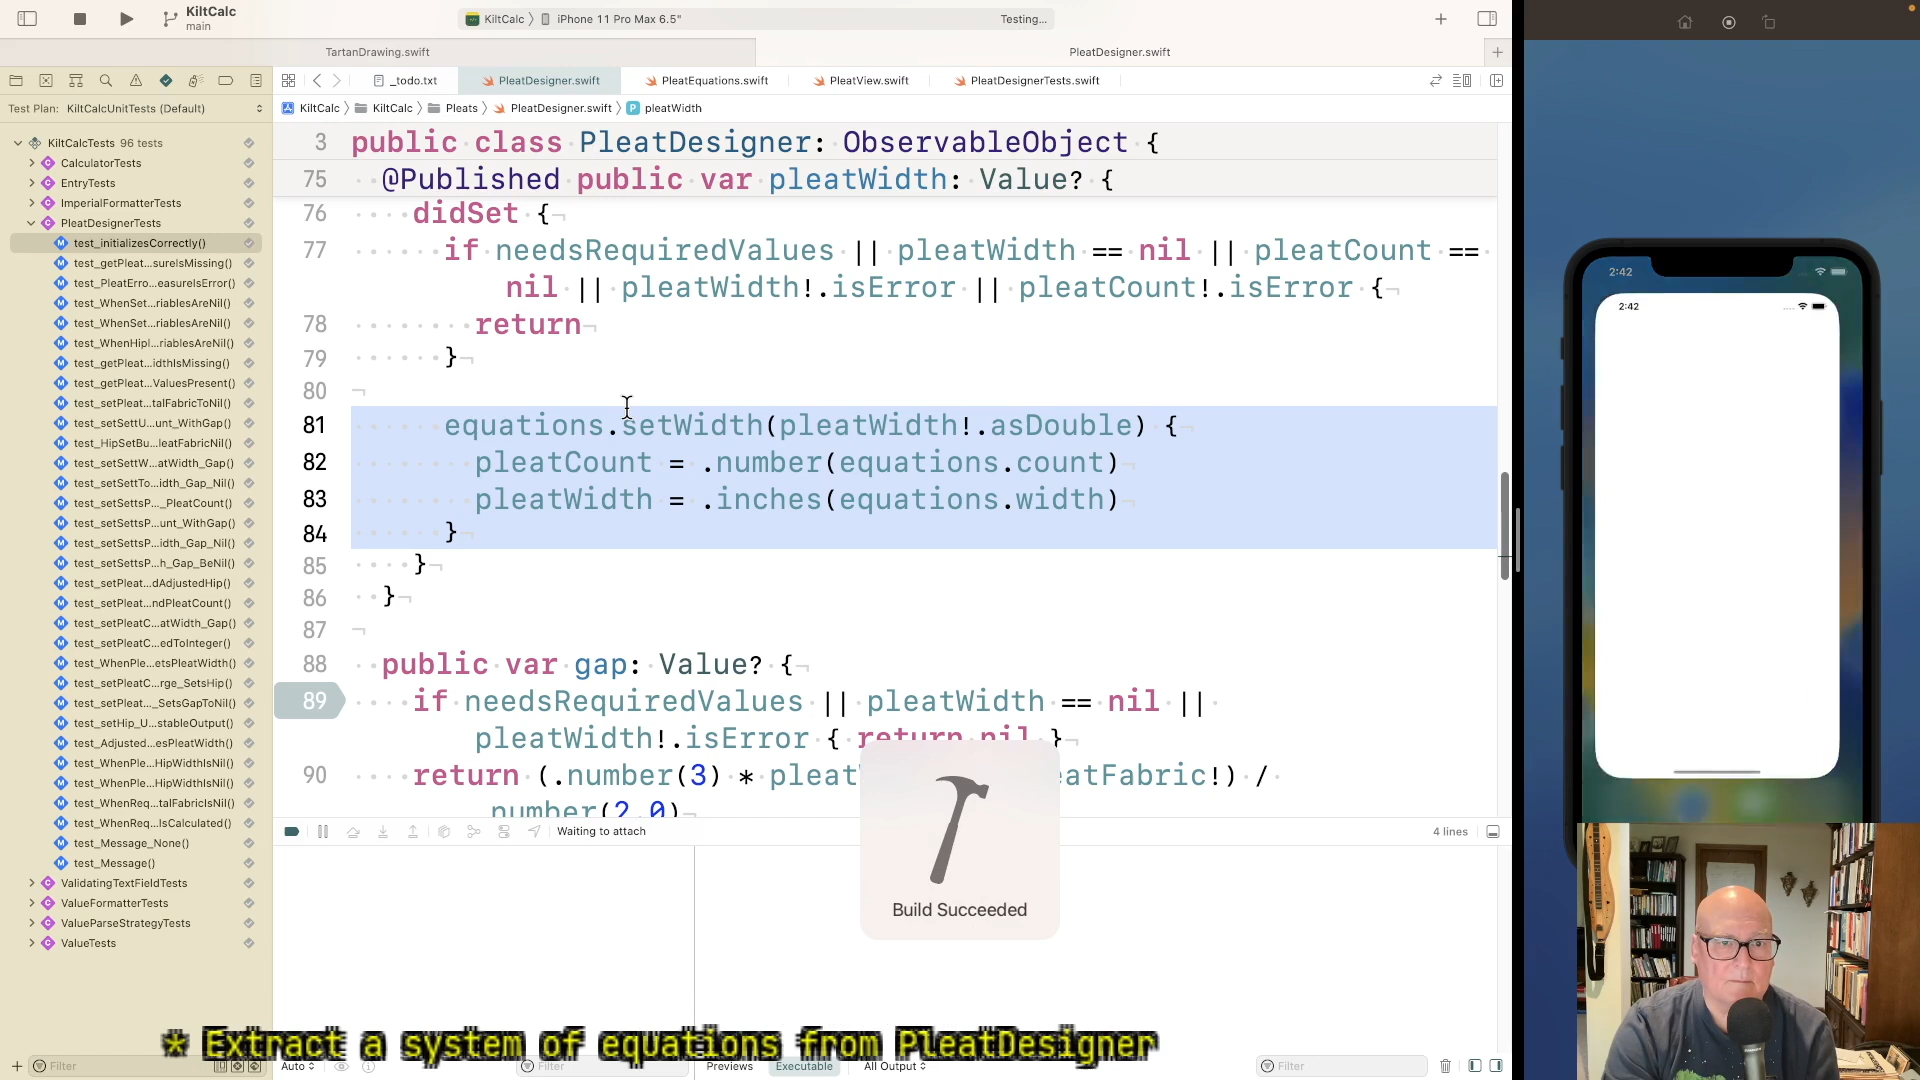 KiltCalc
main
KiltCalc
iPhone 11 Pro Max 6.5"
Testing...
TartanDrawing.swift
PleatDesigner.swift
_todo.txt
PleatDesigner.swift
PleatEquations.swift
PleatView.swift
PleatDesignerTests.swift
Test Plan: KiltCalcUnitTests (Default)
KiltCalc
KiltCalc
Pleats
PleatDesigner.swift
P
pleatWidth
KiltCalcTests 96 tests
CalculatorTests
EntryTests
ImperialFormatterTests
PleatDesignerTests
test_initializesCorrectly()
test_getPleat...sureIsMissing()
test_PleatErro...easureIsError()
test_WhenSet...riablesAreNil()
test_WhenSet...riablesAreNil()
test_WhenHipI...riablesAreNil()
test_getPleat...idthIsMissing()
test_getPleat...ValuesPresent()
test_setPleat...talFabricToNil()
test_setSettU...unt_WithGap()
test_HipSetBu...leatFabricNil()
test_setSettW...atWidth_Gap()
test_setSettTo...idth_Gap_Nil()
test_setSettsP..._PleatCount()
test_setSettsP...unt_WithGap()
test_setSettsP...idth_Gap_Nil()
test_setSettsP...h_Gap_BeNil()
test_setPleat...dAdjustedHip()
test_setPleat...ndPleatCount()
test_setPleatC...atWidth_Gap()
test_setPleatC...edToInteger()
test_WhenPle...etsPleatWidth()
test_setPleatC...rge_SetsHip()
test_setPleat..._SetsGapToNil()
test_setHip_U...stableOutput()
test_Adjusted...esPleatWidth()
test_WhenPle...HipWidthIsNil()
test_WhenPle...HipWidthIsNil()
test_WhenReq...talFabricIsNil()
test_WhenReq...IsCalculated()
test_Message_None()
test_Message()
ValidatingTextFieldTests
ValueFormatterTests
ValueParseStrategyTests
ValueTests
3 public class PleatDesigner: ObservableObject {
75 @Published public var pleatWidth: Value? {
76 didSet {
77 if needsRequiredValues || pleatWidth == nil || pleatCount ==
nil || pleatWidth!.isError || pleatCount!.isError {
78 return
79 }
80
81 equations.setWidth(pleatWidth!.asDouble) {
82 pleatCount = .number(equations.count)
83 pleatWidth = .inches(equations.width)
84 }
85 }
86 }
87
88 public var gap: Value? {
89 if needsRequiredValues || pleatWidth == nil ||
pleatWidth!.isError { return nil }
90 return (.number(3) * pleat eatFabric!) /
number(2.0)
Build Succeeded
Waiting to attach
4 lines
* Extract a system of equations from PleatDesigner
Filter
Auto
Filter
Previews
Executable
All Output
Filter
2:42
2:42